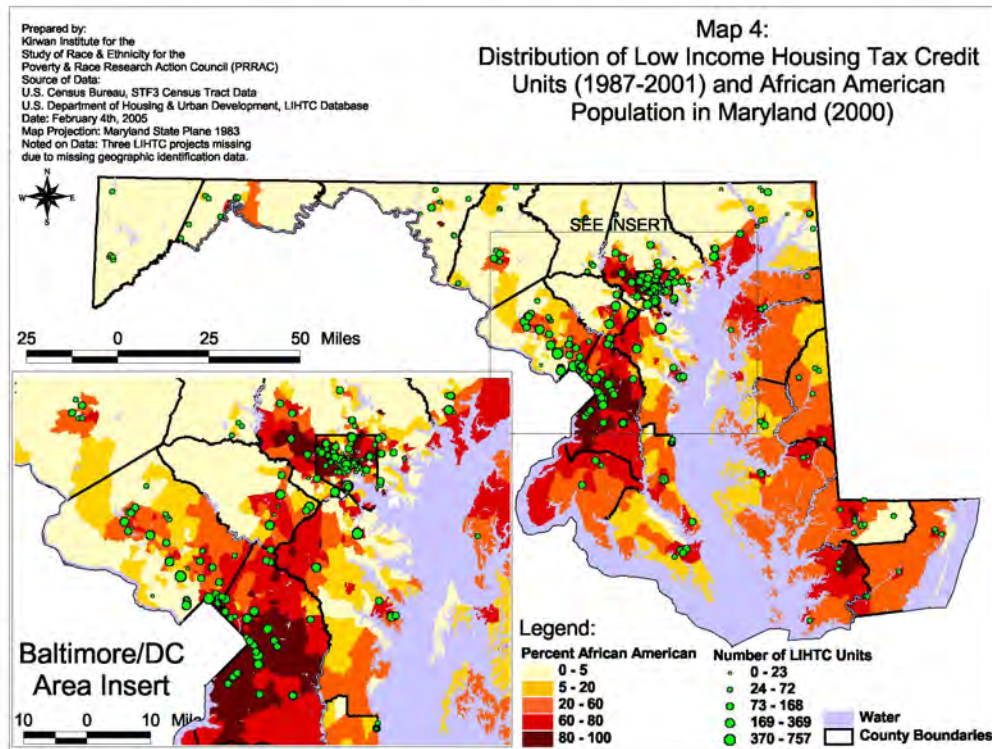 Prepared by:
Kirwan Institute for the
Study of Race & Ethnicity for the
Poverty & Race Research Action Council (PRRAC)
Source of Data:
U.S. Census Bureau, STF3 Census Tract Data
U.S. Department of Housing & Urban Development, LIHTC Database
Date: February 4th, 2005
Map Projection: Maryland State Plane 1983
Noted on Data: Three LIHTC projects missing
due to missing geographic identification data.
Map 4:
Distribution of Low Income Housing Tax Credit
Units (1987-2001) and African American
Population in Maryland (2000)
N
W E
S
SEE INSERT
25 0 25 50 Miles
Baltimore/DC
Area Insert
10 0 10 Mile
Legend:
Percent African American
0 - 5
5 - 20
20 - 60
60 - 80
80 - 100
Number of LIHTC Units
0 - 23
24 - 72
73 - 168
169 - 369
370 - 757
Water
County Boundaries